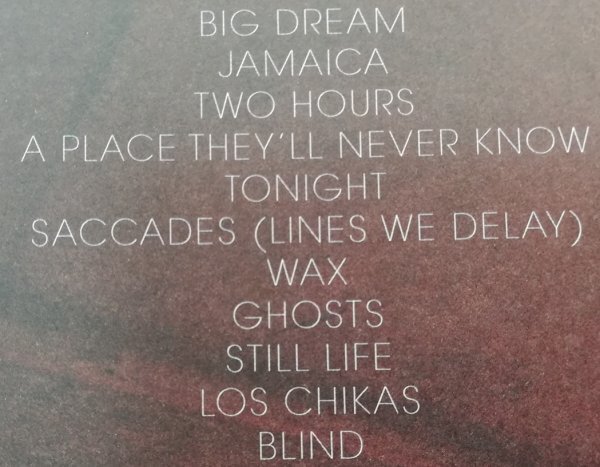 BIG DREAM
JAMAICA
TWO HOURS
A PLACE THEY'LL NEVER KNOW
TONIGHT
SACCADES (LINES WE DELAY)
WAX
GHOSTS
STILL LIFE
LOS CHIKAS
BLIND